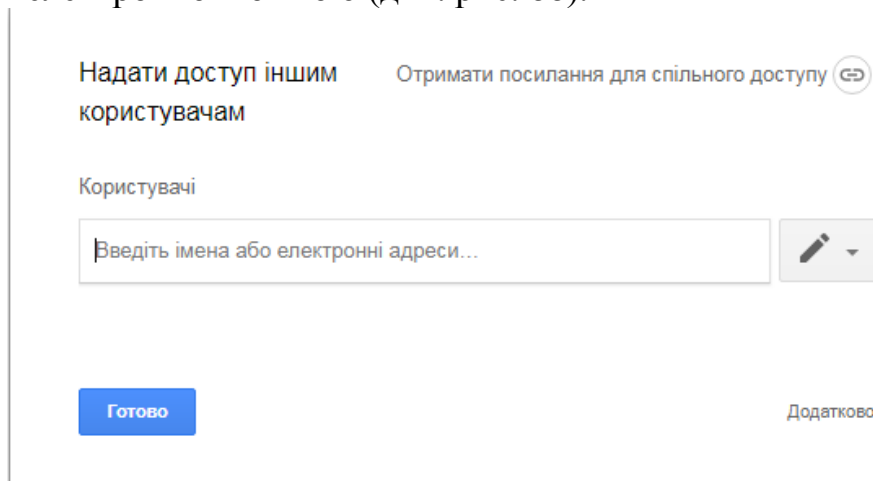 Надати доступ іншим
користувачам
Отримати посилання для спільного доступу
Користувачі
Введіть імена або електронні адреси...
Готово
Додатково